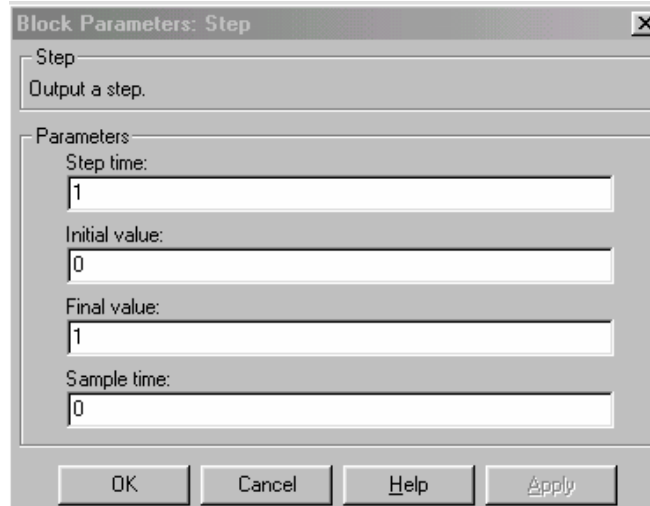 Block Parameters: Step
Step
Output a step.
Parameters
Step time:
1
Initial value:
0
Final value:
1
Sample time:
0
OK Cancel Help Apply